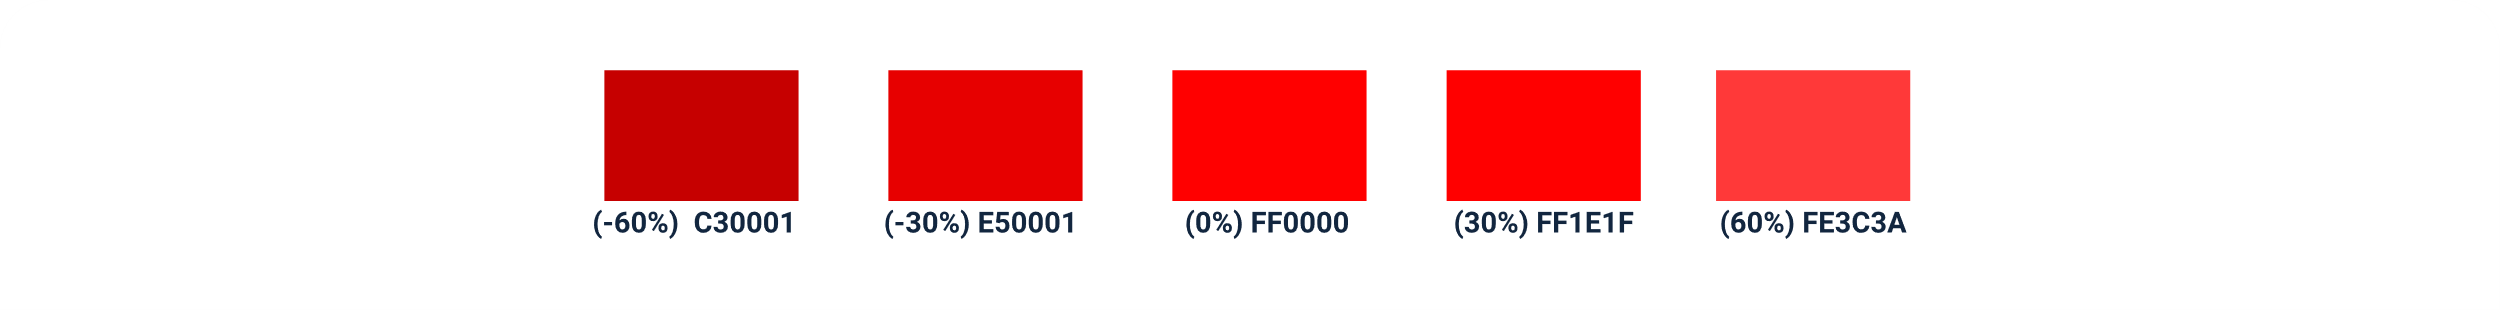 (-60%) C30001
(-30%) E50001
(0%) FF0000
(30%) FF1E1F
(60%) FE3C3A